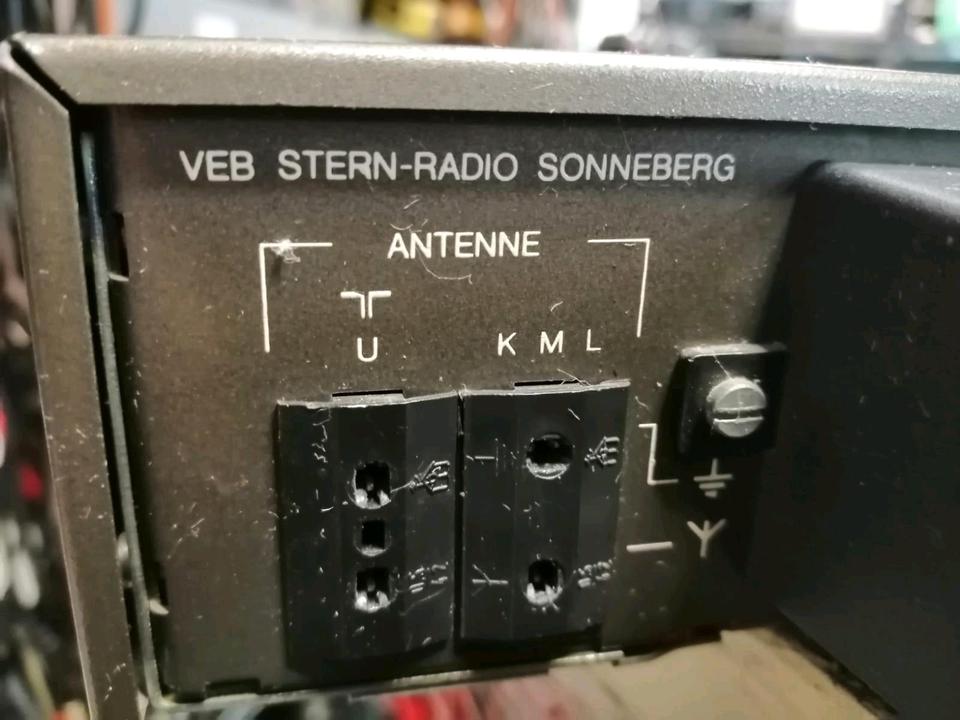 VEB STERN-RADIO SONNEBERG
ANTENNE
U
K M L